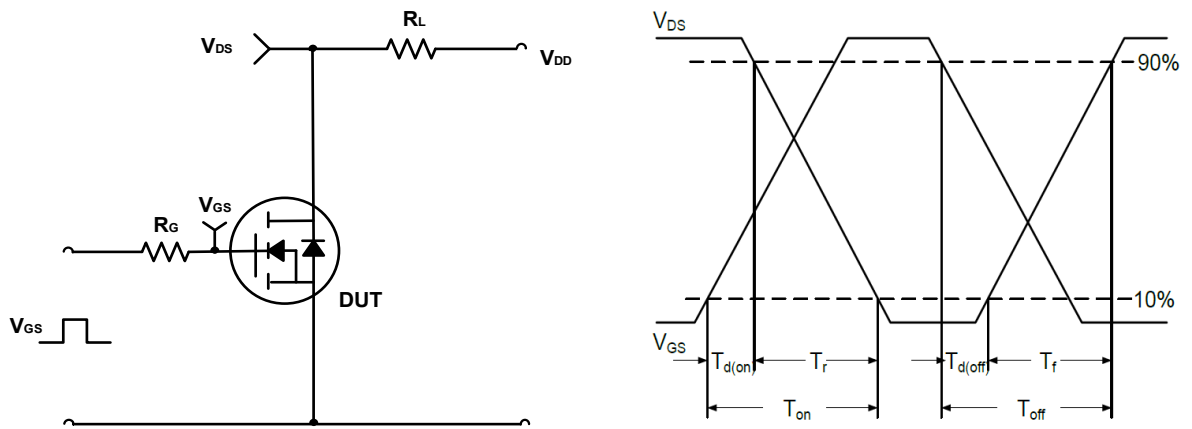 RL
VDS
VDD
VGS
RG
DUT
VGS
VDS
90%
10%
VGS
Td(on)
Tr
Td(off)
Tf
Ton
Toff